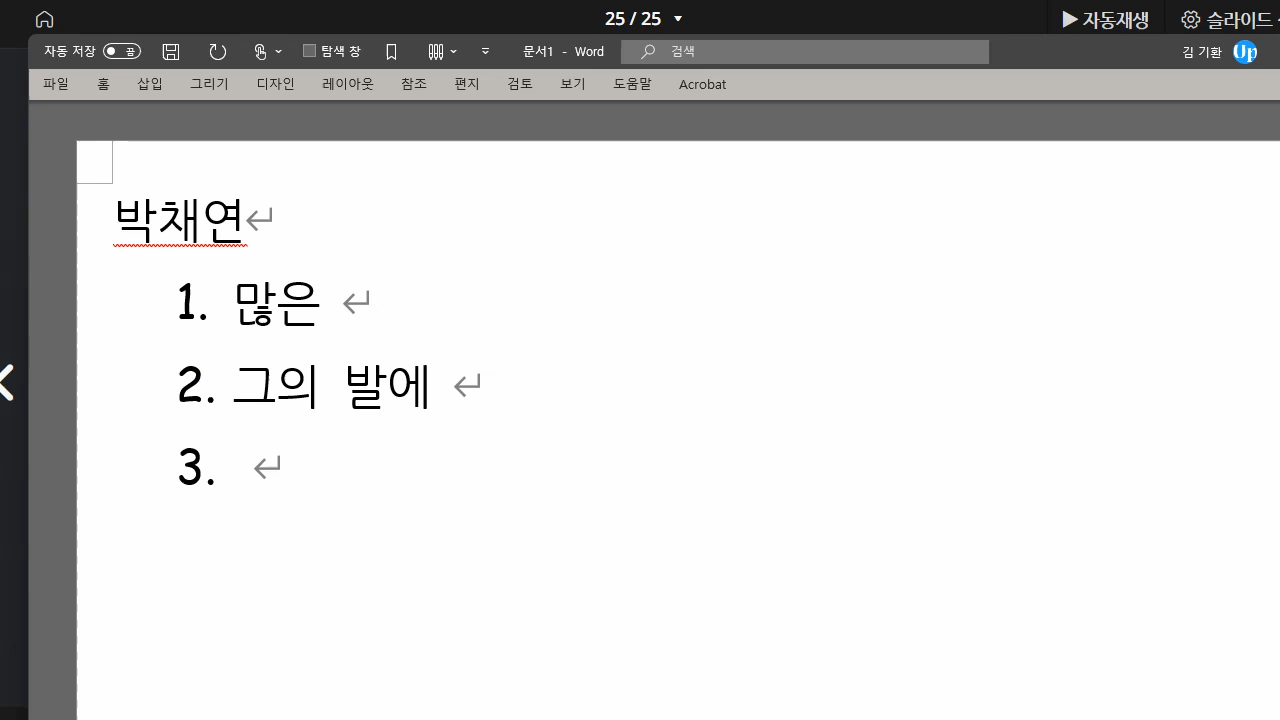 25 / 25
자동재생
슬라이드
자동 저장 끔 탐색 창 문서1 - Word 검색 김 기환 Up
파일 홈 삽입 그리기 디자인 레이아웃 참조 편지 검토 보기 도움말 Acrobat
박채연
1. 많은
2. 그의 발에
3.